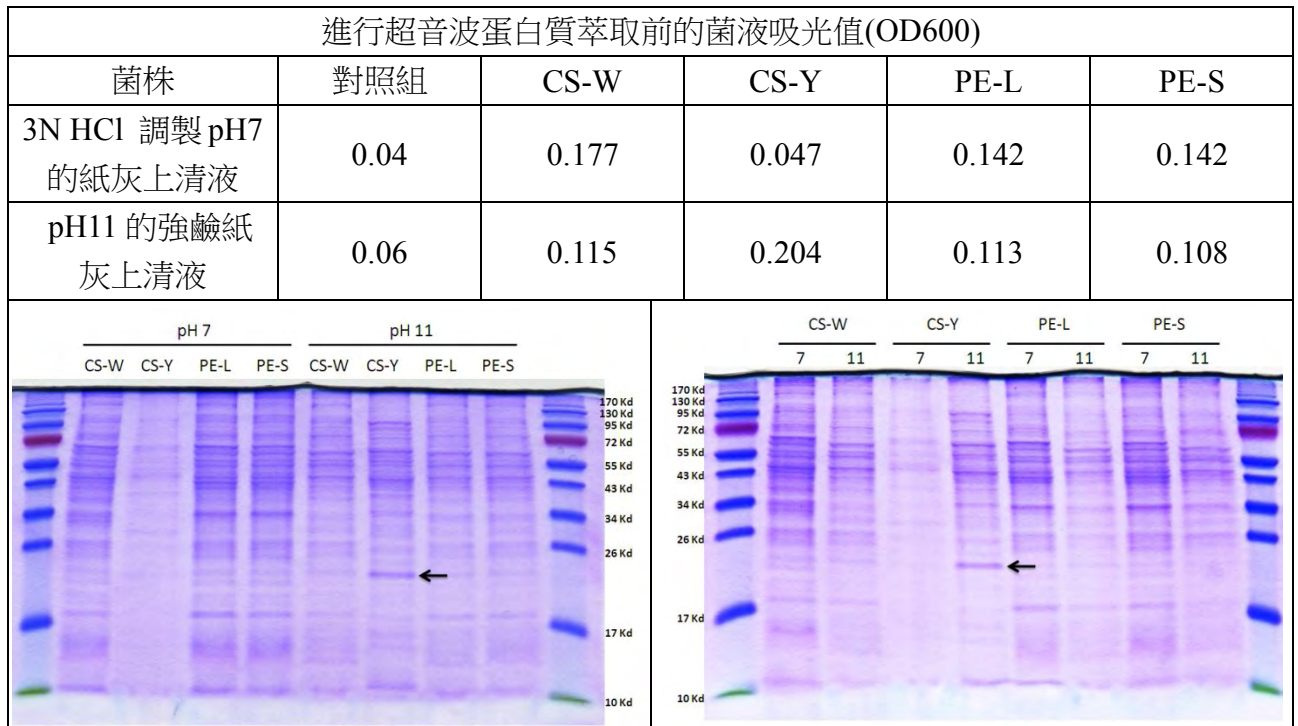 進行超音波蛋白質萃取前的菌液吸光值(OD600)
菌株 對照組 CS-W CS-Y PE-L PE-S
3N HCl 調製 pH7
的紙灰上清液
0.04 0.177 0.047 0.142 0.142
pH11 的強鹼紙
灰上清液
0.06 0.115 0.204 0.113 0.108
pH 7 pH 11
CS-W CS-Y PE-L PE-S CS-W CS-Y PE-L PE-S
170 Kd
130 Kd
95 Kd
72 Kd
55 Kd
43 Kd
34 Kd
26 Kd
17 Kd
10 Kd
CS-W CS-Y PE-L PE-S
7 11 7 11 7 11 7 11
170 Kd
130 Kd
95 Kd
72 Kd
55 Kd
43 Kd
34 Kd
26 Kd
17 Kd
10 Kd